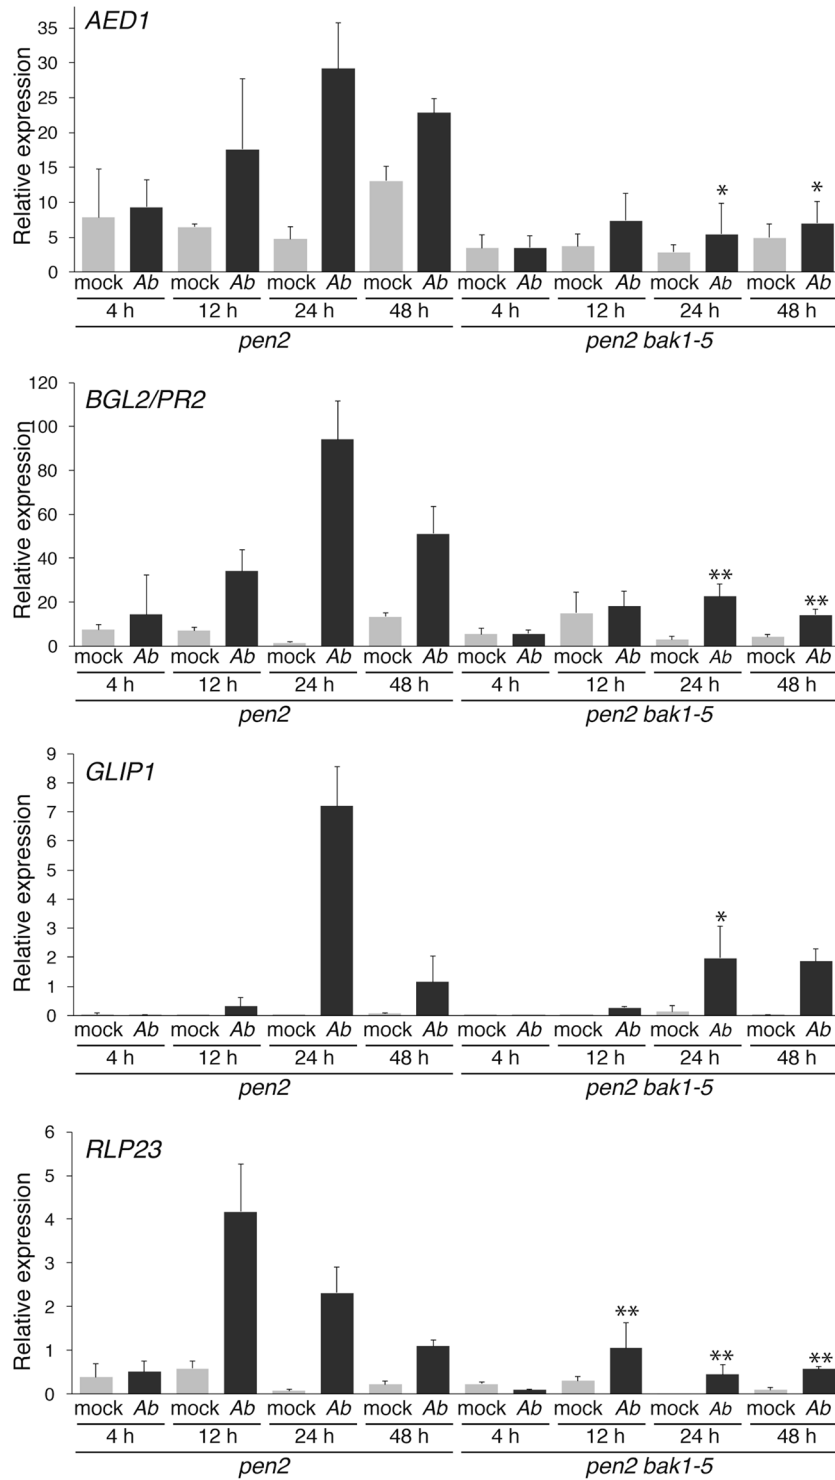 AED1
Relative expression
35
30
25
20
15
10
5
0
*
*
mock Ab mock Ab mock Ab mock Ab mock Ab mock Ab mock Ab mock Ab
4 h 12 h 24 h 48 h 4 h 12 h 24 h 48 h
pen2 pen2 bak1-5
BGL2/PR2
Relative expression
120
100
80
60
40
20
0
**
**
mock Ab mock Ab mock Ab mock Ab mock Ab mock Ab mock Ab mock Ab
4 h 12 h 24 h 48 h 4 h 12 h 24 h 48 h
pen2 pen2 bak1-5
GLIP1
Relative expression
9
8
7
6
5
4
3
2
1
0
*
mock Ab mock Ab mock Ab mock Ab mock Ab mock Ab mock Ab mock Ab
4 h 12 h 24 h 48 h 4 h 12 h 24 h 48 h
pen2 pen2 bak1-5
RLP23
Relative expression
6
5
4
3
2
1
0
**
**
**
mock Ab mock Ab mock Ab mock Ab mock Ab mock Ab mock Ab mock Ab
4 h 12 h 24 h 48 h 4 h 12 h 24 h 48 h
pen2 pen2 bak1-5